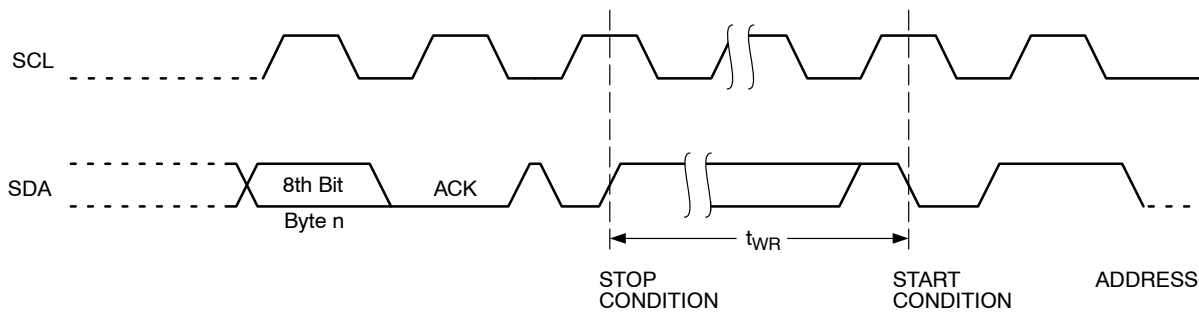 SCL
SDA
8th Bit
ACK
Byte n
tWR
STOP
CONDITION
START
CONDITION
ADDRESS